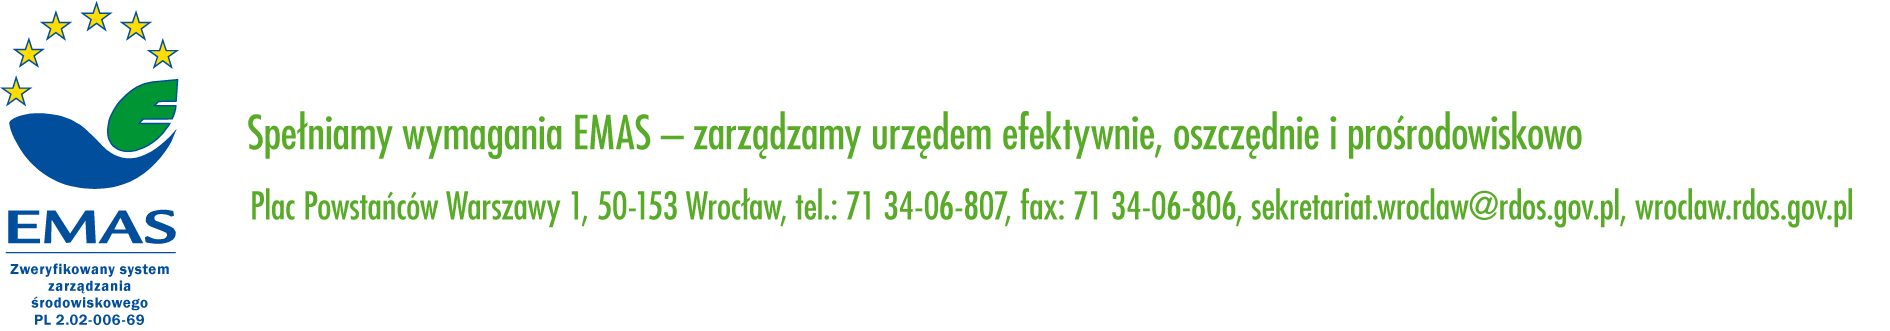 Spełniamy wymagania EMAS – zarządzamy urzędem efektywnie, oszczędnie i prośrodowiskowo
Plac Powstańców Warszawy 1, 50-153 Wrocław, tel.: 71 34-06-807, fax: 71 34-06-806, sekretariat.wroclaw@rdos.gov.pl, wroclaw.rdos.gov.pl
EMAS
Zweryfikowany system
zarządzania
środowiskowego
PL 2.02-006-69